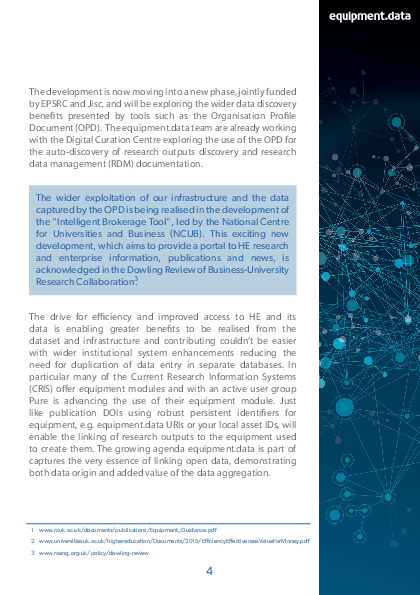 equipment.data
The development is now moving into a new phase, jointly funded
by EPSRC and Jisc, and will be exploring the wider data discovery
benefits presented by tools such as the Organisation Profile
Document (OPD). The equipment.data team are already working
with the Digital Curation Centre exploring the use of the OPD for
the auto-discovery of research outputs discovery and research
data management (RDM) documentation.
The wider exploitation of our infrastructure and the data
captured by the OPD is being realised in the development of
the "Intelligent Brokerage Tool", led by the National Centre
for Universities and Business (NCUB). This exciting new
development, which aims to provide a portal to HE research
and enterprise information, publications and news, is
acknowledged in the Dowling Review of Business-University
Research Collaboration3.
The drive for efficiency and improved access to HE and its
data is enabling greater benefits to be realised from the
dataset and infrastructure and contributing couldn't be easier
with wider institutional system enhancements reducing the
need for duplication of data entry in separate databases. In
particular many of the Current Research Information Systems
(CRIS) offer equipment modules and with an active user group
Pure is advancing the use of their equipment module. Just
like publication DOIs using robust persistent identifiers for
equipment, e.g. equipment.data URIs or your local asset IDs, will
enable the linking of research outputs to the equipment used
to create them. The growing agenda equipment.data is part of
captures the very essence of linking open data, demonstrating
both data origin and added value of the data aggregation.
1 www.rcuk.ac.uk/documents/publications/Equipment_Guidance.pdf
2 www.universitiesuk.ac.uk/highereducation/Documents/2015/EfficiencyEffectivenessValueForMoney.pdf
3 www.raeng.org.uk/policy/dowling-review
4